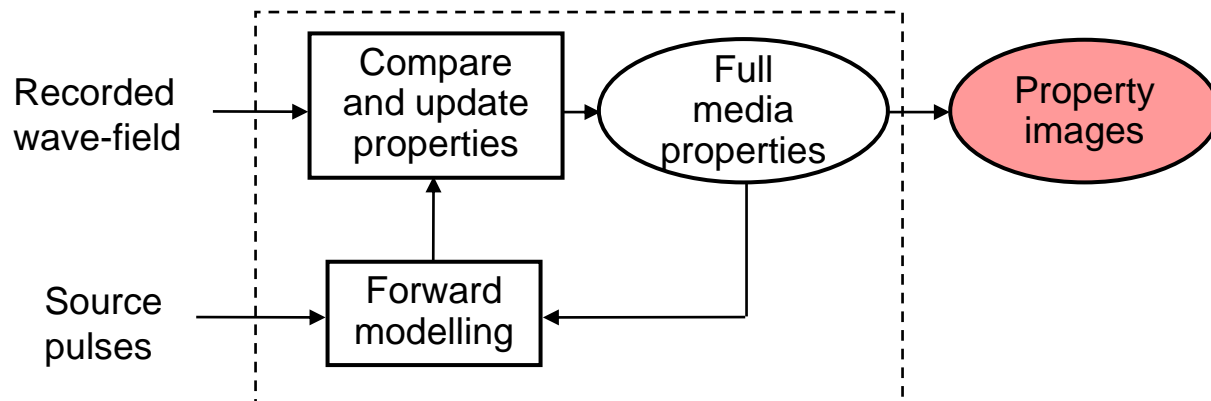 Recorded
wave-field
Compare
and update
properties
Full
media
properties
Property
images
Source
pulses
Forward
modelling